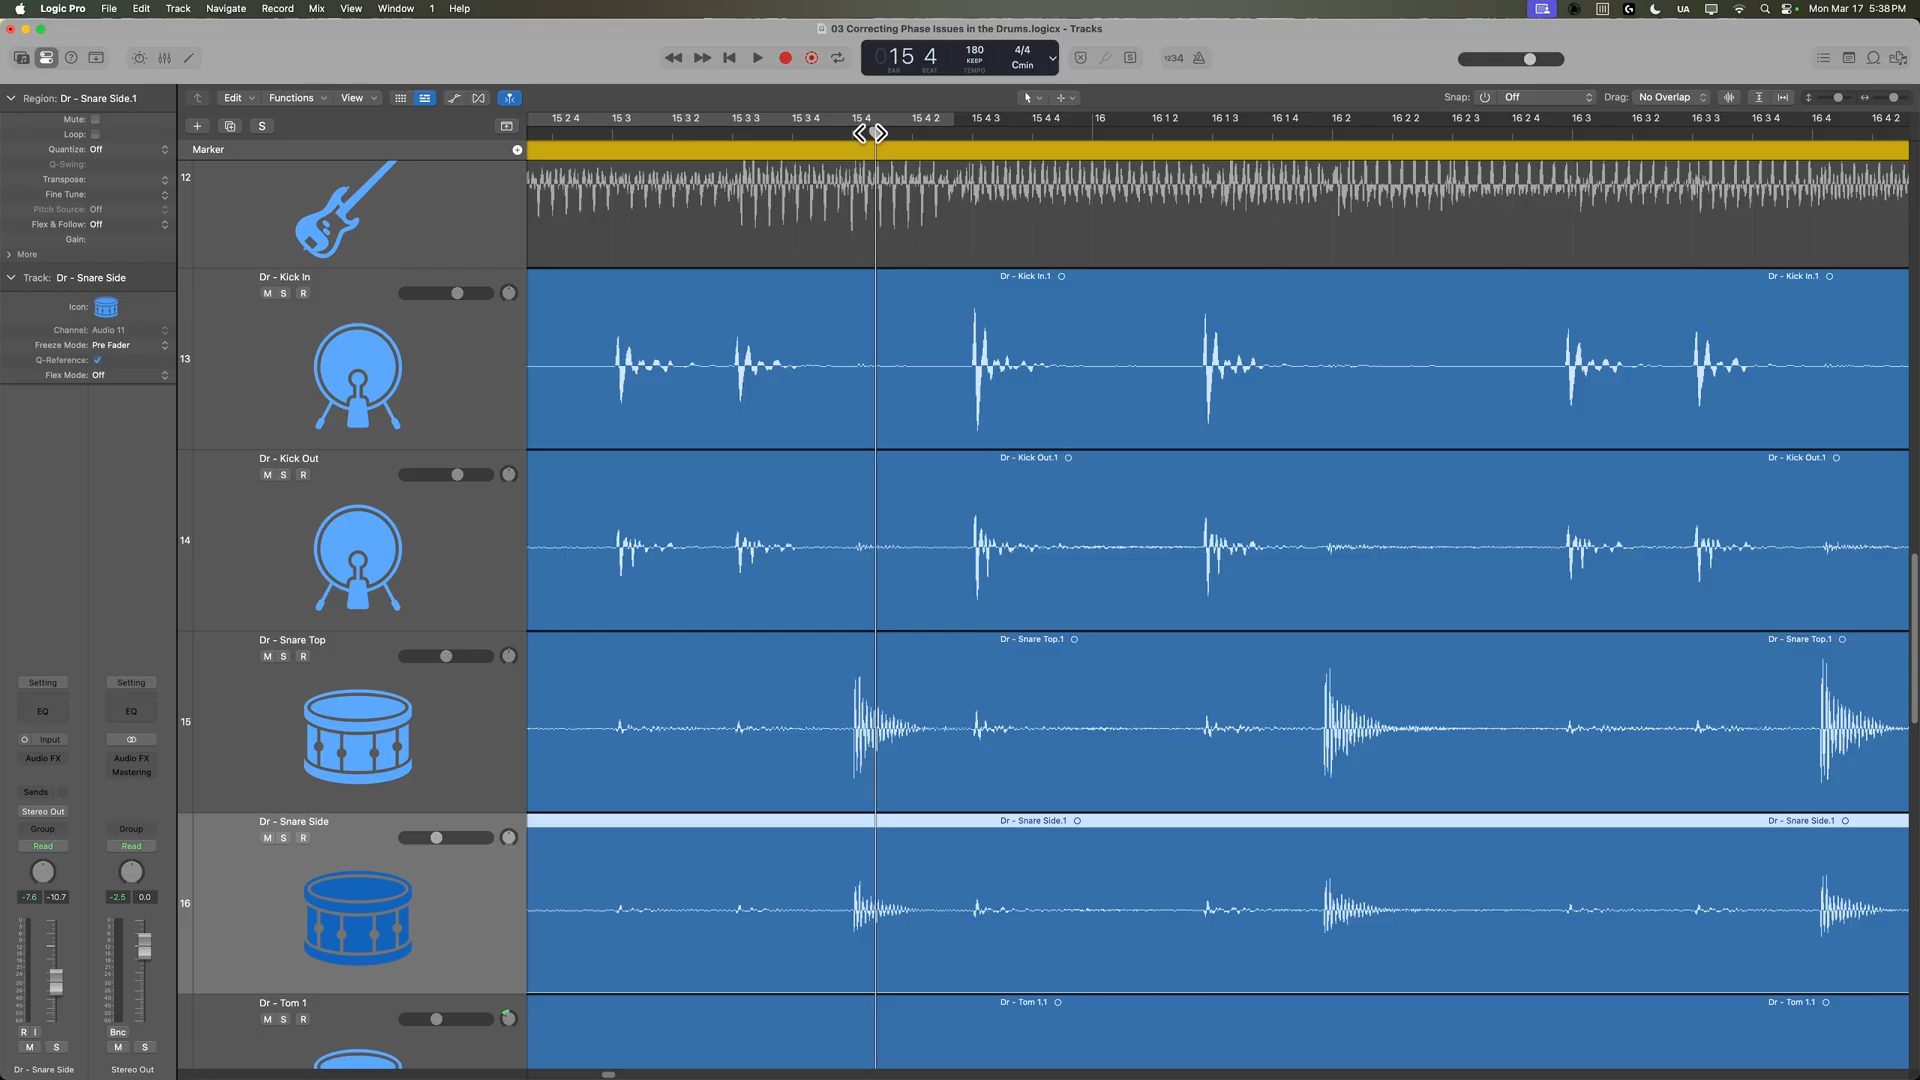 Logic Pro File Edit Track Navigate Record Mix View Window 1 Help
UA Mon Mar 17 5:38 PM
03 Correcting Phase Issues in the Drums.logicx - Tracks
015 4 180 4/4
KEEP Cmin
BAR BEAT TEMPO
1234
Region: Dr - Snare Side.1
Edit Functions View
Snap: Off Drag: No Overlap
15 2 4 15 3 15 3 2 15 3 3 15 3 4 15 4 15 4 2 15 4 3 15 4 4 16 16 1 2 16 1 3 16 1 4 16 2 16 2 2 16 2 3 16 2 4 16 3 16 3 2 16 3 3 16 3 4 16 4 16 4 2
S
Marker
Mute:
Loop:
Quantize: Off
Q-Swing:
Transpose:
Fine Tune:
Pitch Source: Off
Flex & Follow: Off
Gain:
More
Track: Dr - Snare Side
Icon:
Channel: Audio 11
Freeze Mode: Pre Fader
Q-Reference:
Flex Mode: Off
12
Dr - Kick In
M S R
13
Dr - Kick In.1 Dr - Kick In.1
Dr - Kick Out
M S R
14
Dr - Kick Out.1 Dr - Kick Out.1
Dr - Snare Top
M S R
15
Dr - Snare Top.1 Dr - Snare Top.1
Dr - Snare Side
M S R
16
Dr - Snare Side.1 Dr - Snare Side.1
Dr - Tom 1
M S R
Dr - Tom 1.1 Dr - Tom 1.1
Setting Setting
EQ EQ
Input
Audio FX Audio FX
Mastering
Sends
Stereo Out
Group Group
Read Read
-7.6 -10.7 -2.5 0.0
R I Bnc
M S M S
Dr - Snare Side Stereo Out